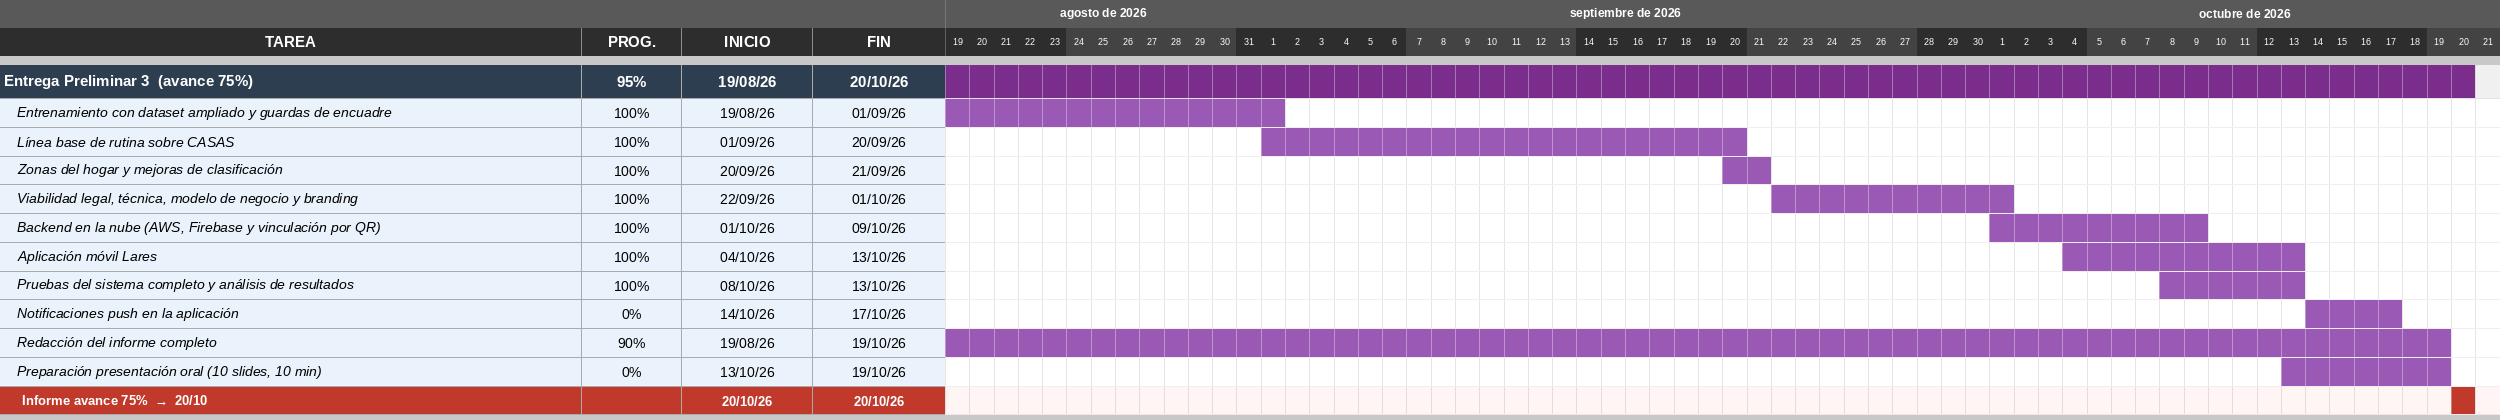 agosto de 2026 septiembre de 2026 octubre de 2026
TAREA PROG. INICIO FIN 19 20 21 22 23 24 25 26 27 28 29 30 31 1 2 3 4 5 6 7 8 9 10 11 12 13 14 15 16 17 18 19 20 21 22 23 24 25 26 27 28 29 30 1 2 3 4 5 6 7 8 9 10 11 12 13 14 15 16 17 18 19 20 21
Entrega Preliminar 3 (avance 75%) 95% 19/08/26 20/10/26
Entrenamiento con dataset ampliado y guardas de encuadre 100% 19/08/26 01/09/26
Línea base de rutina sobre CASAS 100% 01/09/26 20/09/26
Zonas del hogar y mejoras de clasificación 100% 20/09/26 21/09/26
Viabilidad legal, técnica, modelo de negocio y branding 100% 22/09/26 01/10/26
Backend en la nube (AWS, Firebase y vinculación por QR) 100% 01/10/26 09/10/26
Aplicación móvil Lares 100% 04/10/26 13/10/26
Pruebas del sistema completo y análisis de resultados 100% 08/10/26 13/10/26
Notificaciones push en la aplicación 0% 14/10/26 17/10/26
Redacción del informe completo 90% 19/08/26 19/10/26
Preparación presentación oral (10 slides, 10 min) 0% 13/10/26 19/10/26
Informe avance 75% → 20/10 20/10/26 20/10/26